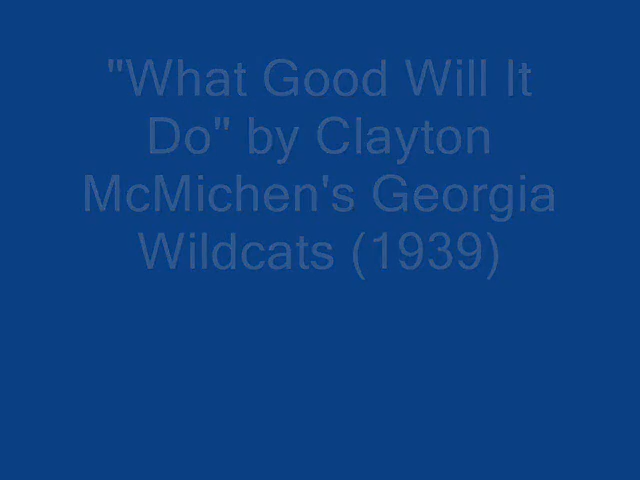 "What Good Will It
Do" by Clayton
McMichen's Georgia
Wildcats (1939)